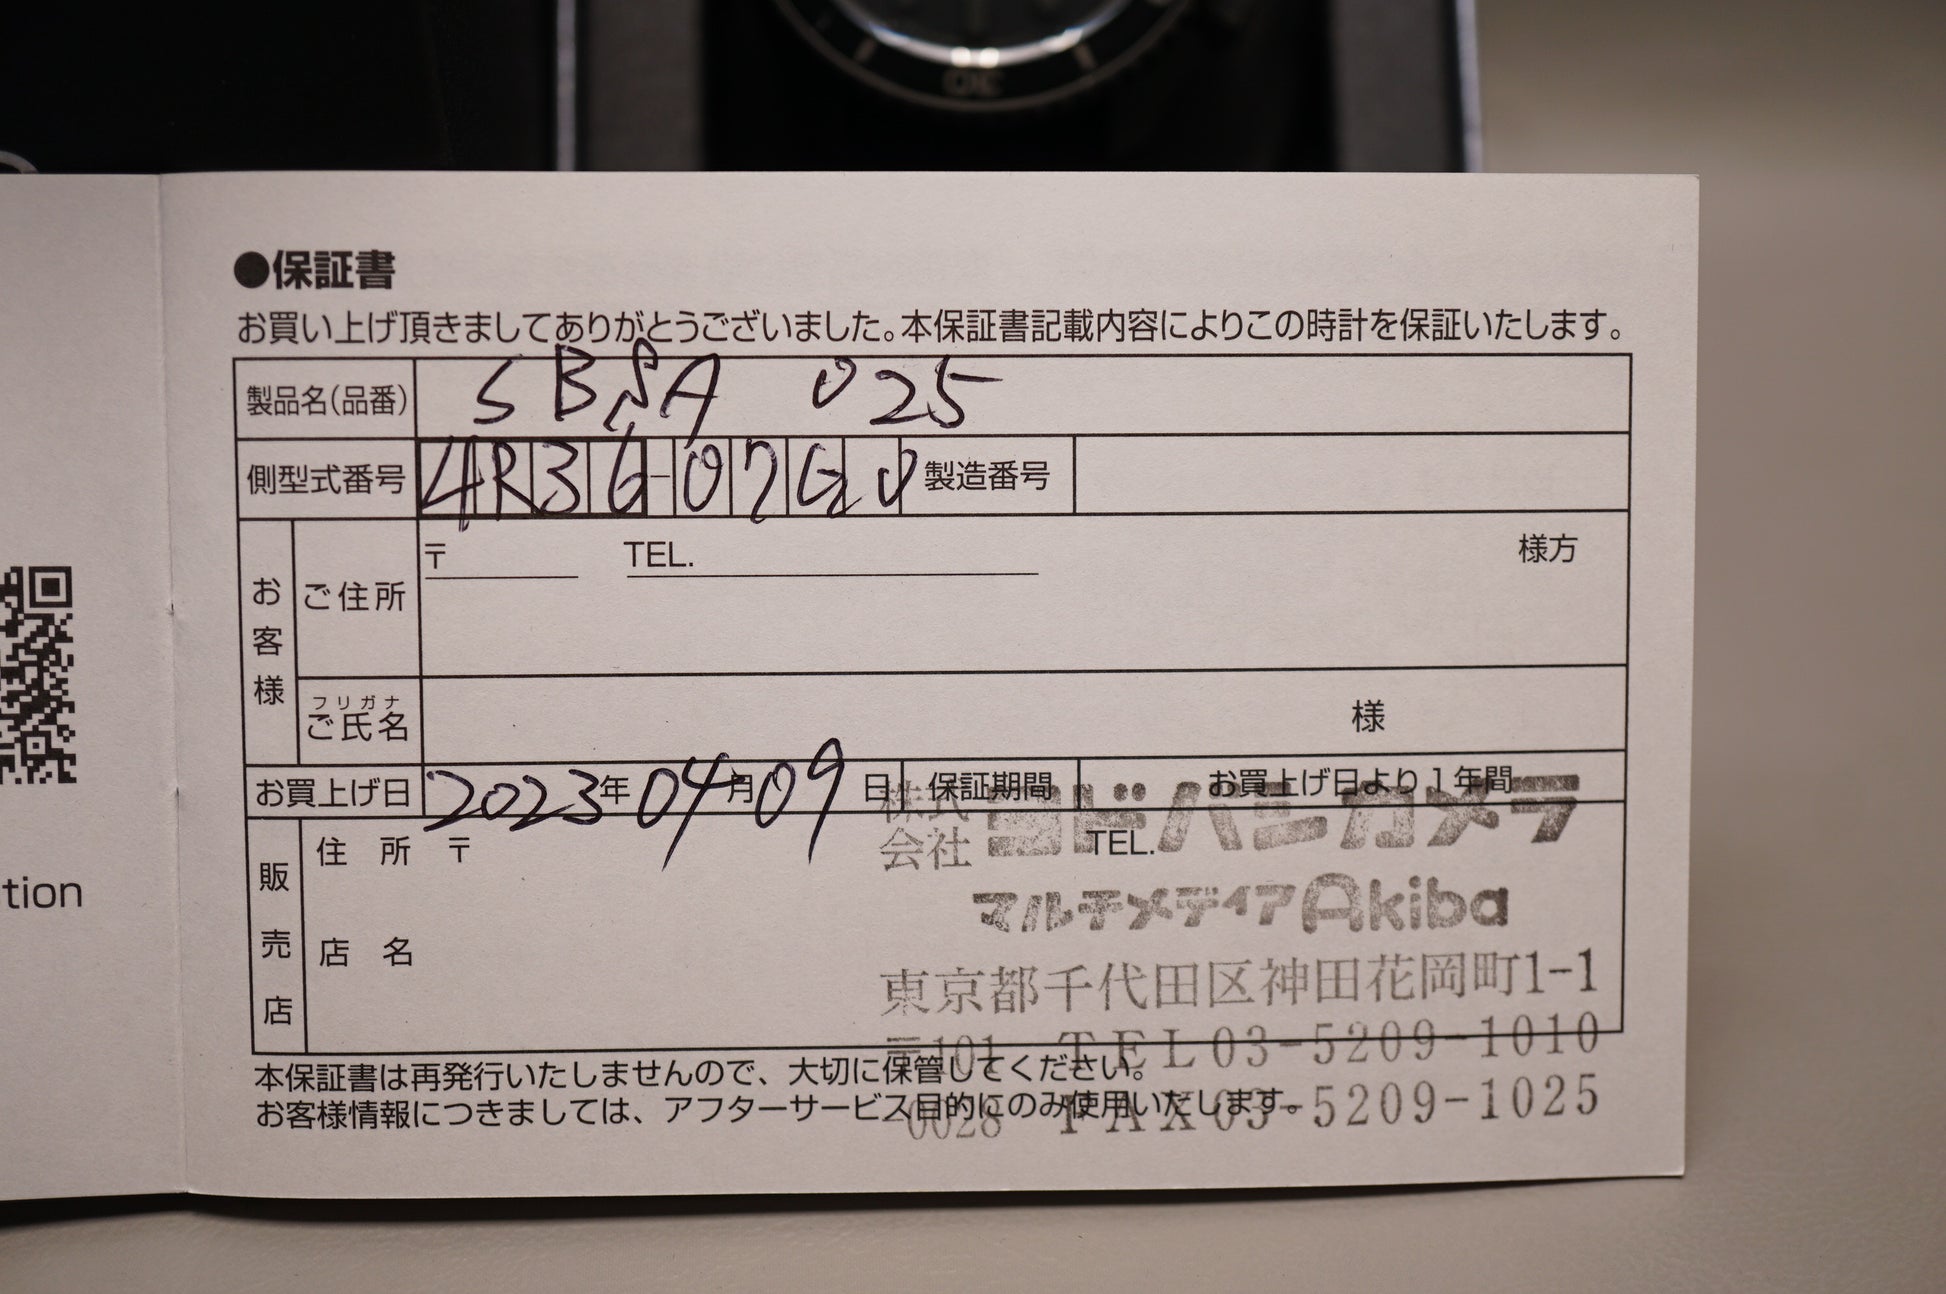 tion
●保証書
お買い上げ頂きましてありがとうございました。本保証書記載内容によりこの時計を保証いたします。
製品名(品番) SBSA 025
側型式番号 4R36-07G0 製造番号
お客様
ご住所 〒 TEL. 様方
フリガナ
ご氏名 様
お買上げ日 2023年04月09日 保証期間 お買上げ日より1年間
販売店
住所 〒 TEL.
店名
株式会社 ヨドバシカメラ
マルチメディアAkiba
東京都千代田区神田花岡町1-1
〒101 TEL03-5209-1010
-0028 FAX03-5209-1025
本保証書は再発行いたしませんので、大切に保管してください。
お客様情報につきましては、アフターサービス目的にのみ使用いたします。